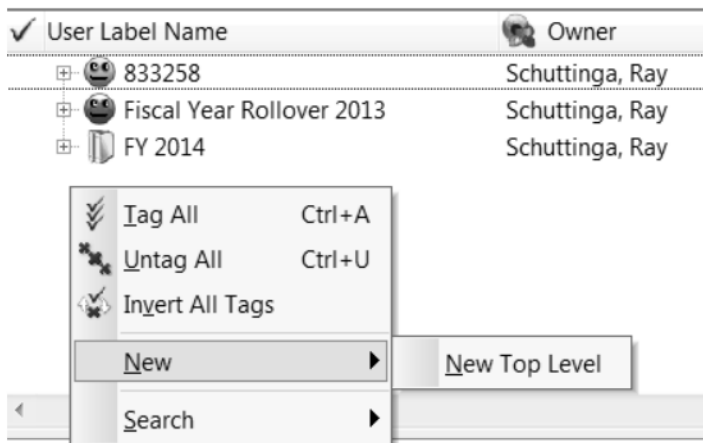 User Label Name Owner
833258 Schuttinga, Ray
Fiscal Year Rollover 2013 Schuttinga, Ray
FY 2014 Schuttinga, Ray
Tag All Ctrl+A
Untag All Ctrl+U
Invert All Tags
New New Top Level
Search